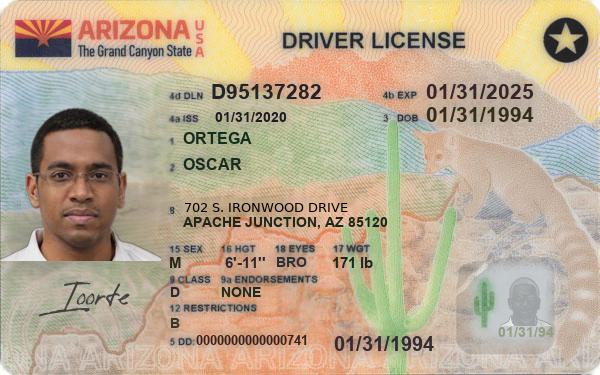 ARIZONA USA
The Grand Canyon State
DRIVER LICENSE
4d DLN D95137282
4b EXP 01/31/2025
4a ISS 01/31/2020
3 DOB 01/31/1994
1 ORTEGA
2 OSCAR
8 702 S. IRONWOOD DRIVE
APACHE JUNCTION, AZ 85120
15 SEX 16 HGT 18 EYES 17 WGT
M 6'-11" BRO 171 lb
9 CLASS 9a ENDORSEMENTS
D NONE
12 RESTRICTIONS
B
5 DD: 0000000000000741
01/31/1994
01/31/94
ARIZONA ARIZONA ARIZONA ARIZONA